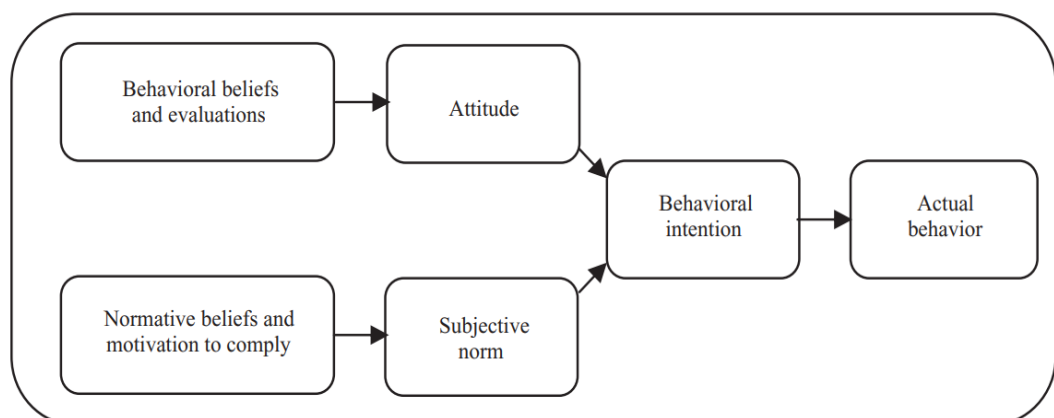 Behavioral beliefs
and evaluations
Attitude
Behavioral
intention
Actual
behavior
Normative beliefs and
motivation to comply
Subjective
norm